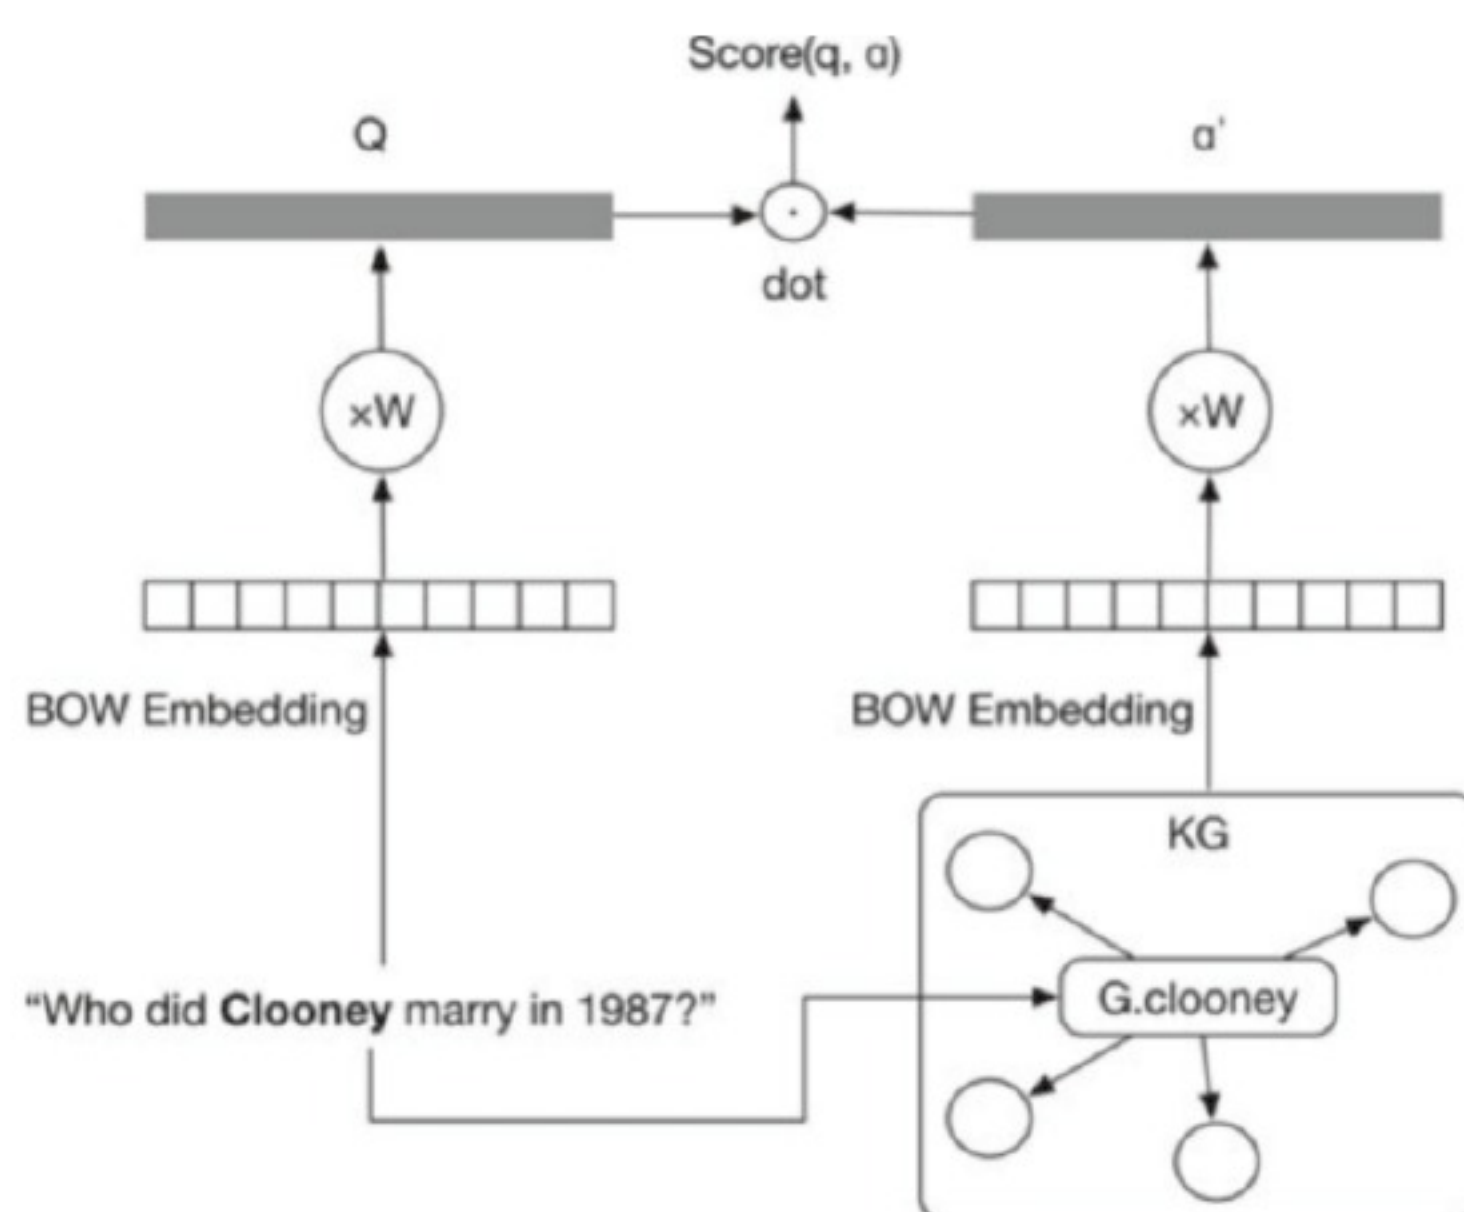 Score(q, a)
Q
a'
dot
×W
×W
BOW Embedding
BOW Embedding
KG
“Who did Clooney marry in 1987?”
G.clooney